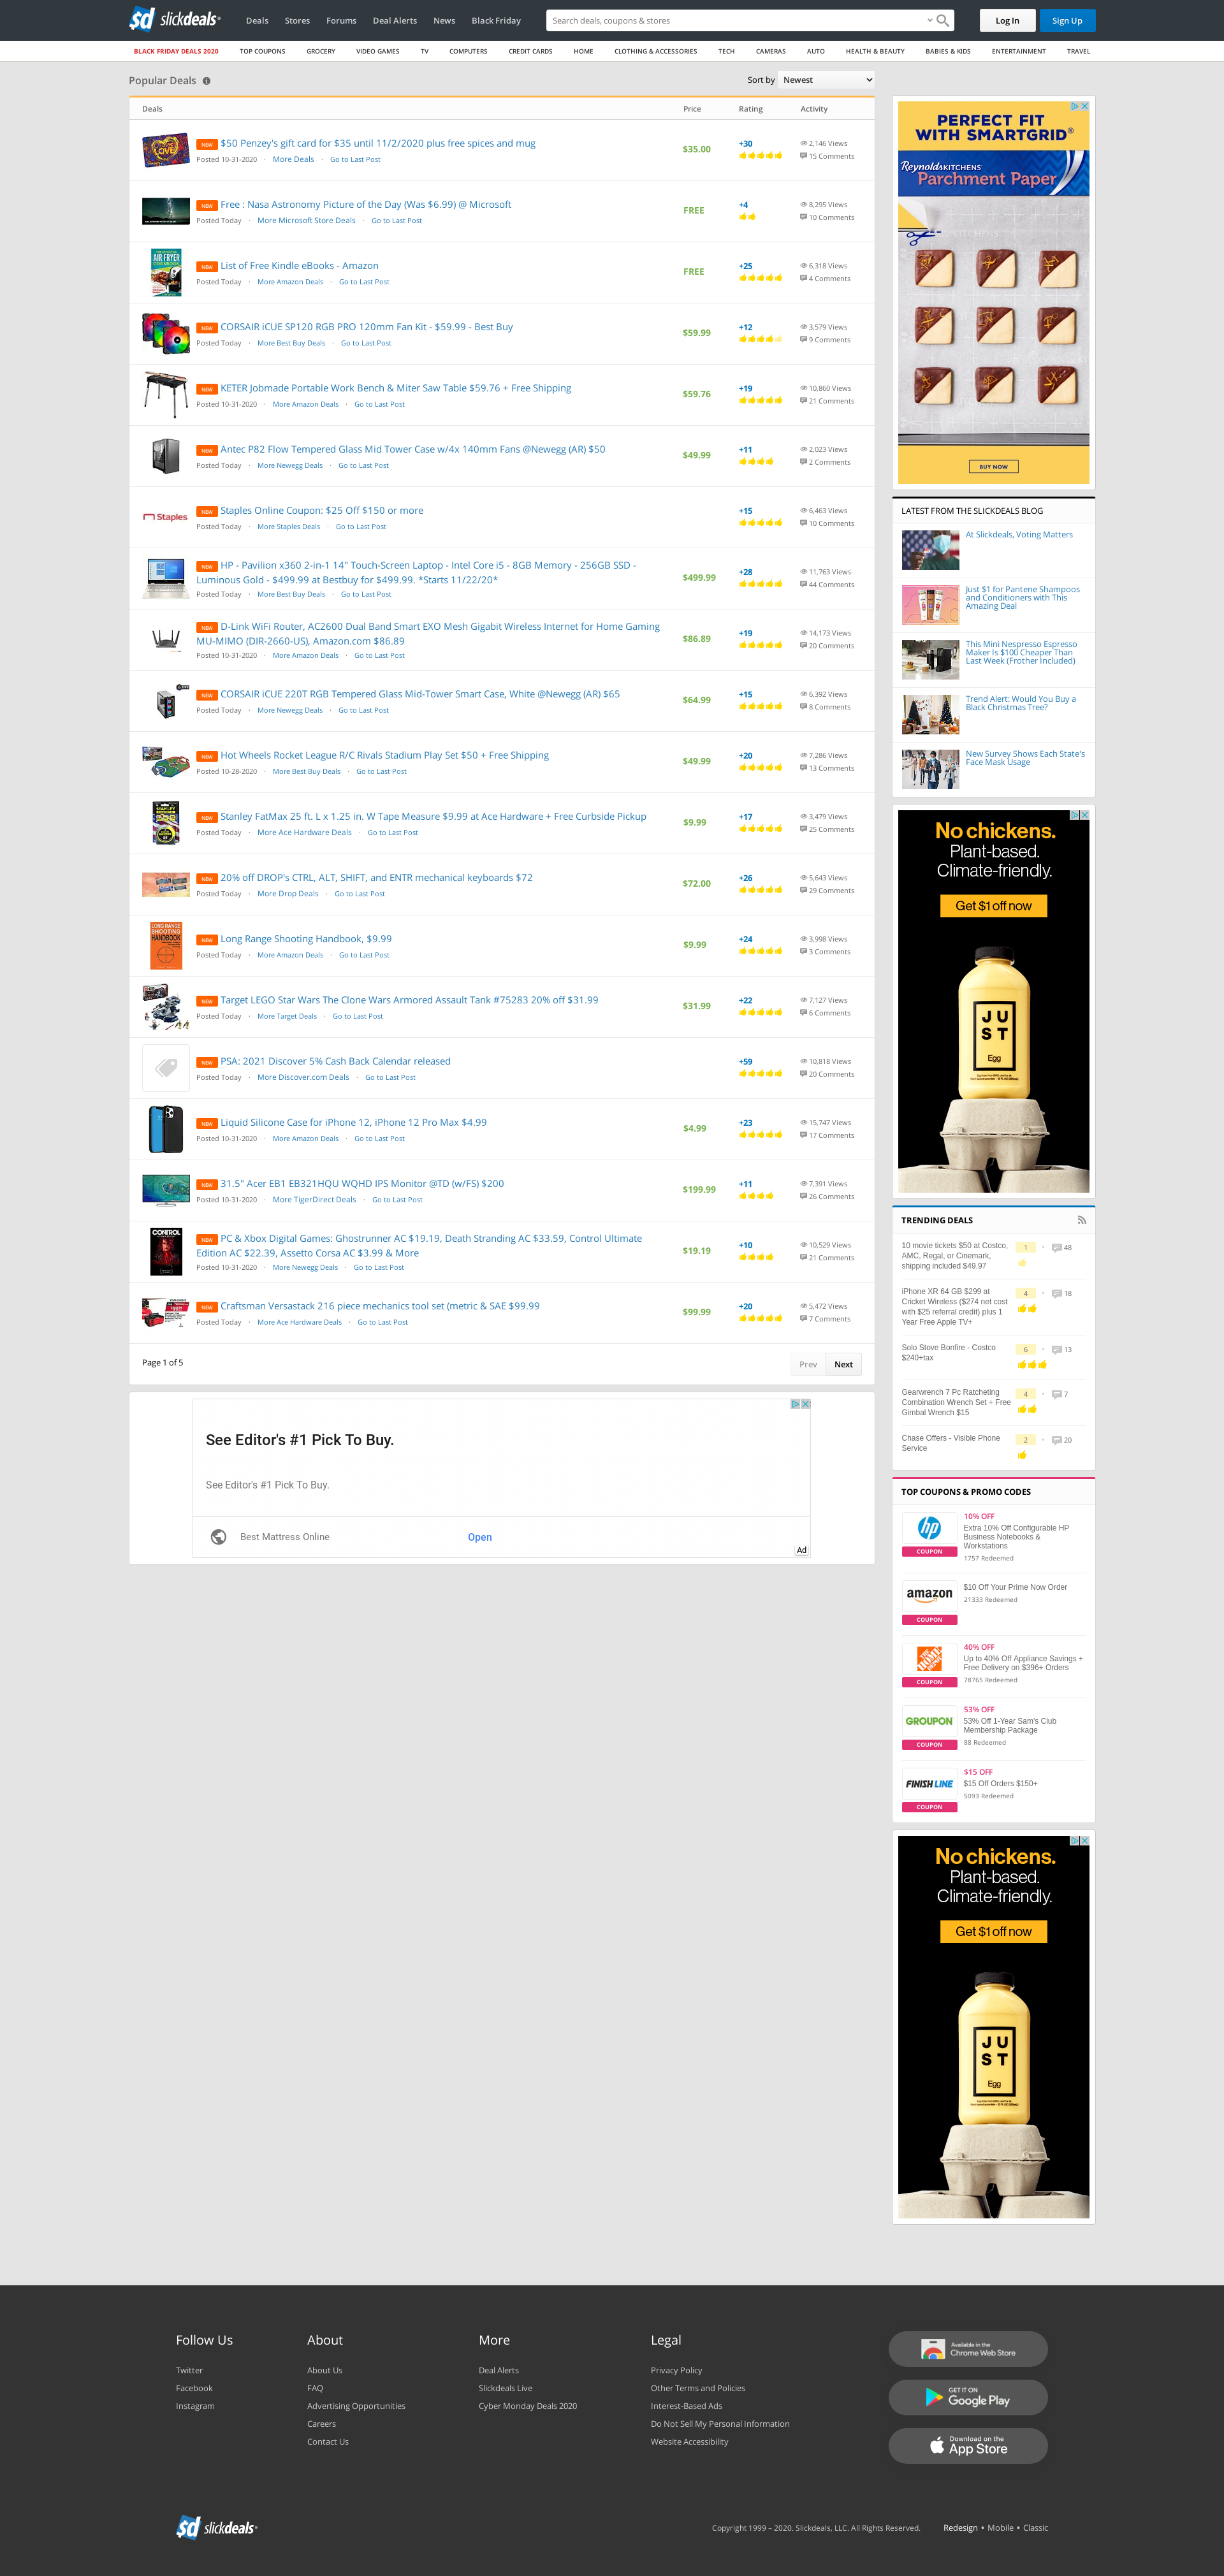 slickdeals
Deals
Stores
Forums
Deal Alerts
News
Black Friday
Search deals, coupons & stores
Log In
Sign Up
BLACK FRIDAY DEALS 2020
TOP COUPONS
GROCERY
VIDEO GAMES
TV
COMPUTERS
CREDIT CARDS
HOME
CLOTHING & ACCESSORIES
TECH
CAMERAS
AUTO
HEALTH & BEAUTY
BABIES & KIDS
ENTERTAINMENT
TRAVEL
Popular Deals
Sort by Newest
Deals Price Rating Activity
NEW $50 Penzey's gift card for $35 until 11/2/2020 plus free spices and mug
Posted 10-31-2020 · More Deals · Go to Last Post
$35.00
+30
2,146 Views
15 Comments
NEW Free : Nasa Astronomy Picture of the Day (Was $6.99) @ Microsoft
Posted Today · More Microsoft Store Deals · Go to Last Post
FREE
+4
8,295 Views
10 Comments
AIR FRYER
COOKBOOK
NEW List of Free Kindle eBooks - Amazon
Posted Today · More Amazon Deals · Go to Last Post
FREE
+25
6,318 Views
4 Comments
NEW CORSAIR iCUE SP120 RGB PRO 120mm Fan Kit - $59.99 - Best Buy
Posted Today · More Best Buy Deals · Go to Last Post
$59.99
+12
3,579 Views
9 Comments
NEW KETER Jobmade Portable Work Bench & Miter Saw Table $59.76 + Free Shipping
Posted 10-31-2020 · More Amazon Deals · Go to Last Post
$59.76
+19
10,860 Views
21 Comments
NEW Antec P82 Flow Tempered Glass Mid Tower Case w/4x 140mm Fans @Newegg (AR) $50
Posted Today · More Newegg Deals · Go to Last Post
$49.99
+11
2,023 Views
2 Comments
Staples
NEW Staples Online Coupon: $25 Off $150 or more
Posted Today · More Staples Deals · Go to Last Post
+15
6,463 Views
10 Comments
NEW HP - Pavilion x360 2-in-1 14" Touch-Screen Laptop - Intel Core i5 - 8GB Memory - 256GB SSD -
Luminous Gold - $499.99 at Bestbuy for $499.99. *Starts 11/22/20*
Posted Today · More Best Buy Deals · Go to Last Post
$499.99
+28
11,763 Views
44 Comments
NEW D-Link WiFi Router, AC2600 Dual Band Smart EXO Mesh Gigabit Wireless Internet for Home Gaming
MU-MIMO (DIR-2660-US), Amazon.com $86.89
Posted 10-31-2020 · More Amazon Deals · Go to Last Post
$86.89
+19
14,173 Views
20 Comments
NEW CORSAIR iCUE 220T RGB Tempered Glass Mid-Tower Smart Case, White @Newegg (AR) $65
Posted Today · More Newegg Deals · Go to Last Post
$64.99
+15
6,392 Views
8 Comments
NEW Hot Wheels Rocket League R/C Rivals Stadium Play Set $50 + Free Shipping
Posted 10-28-2020 · More Best Buy Deals · Go to Last Post
$49.99
+20
7,286 Views
13 Comments
STANLEY
NEW Stanley FatMax 25 ft. L x 1.25 in. W Tape Measure $9.99 at Ace Hardware + Free Curbside Pickup
Posted Today · More Ace Hardware Deals · Go to Last Post
$9.99
+17
3,479 Views
25 Comments
NEW 20% off DROP's CTRL, ALT, SHIFT, and ENTR mechanical keyboards $72
Posted Today · More Drop Deals · Go to Last Post
$72.00
+26
5,643 Views
29 Comments
LONG RANGE
SHOOTING
HANDBOOK
NEW Long Range Shooting Handbook, $9.99
Posted Today · More Amazon Deals · Go to Last Post
$9.99
+24
3,998 Views
3 Comments
NEW Target LEGO Star Wars The Clone Wars Armored Assault Tank #75283 20% off $31.99
Posted Today · More Target Deals · Go to Last Post
$31.99
+22
7,127 Views
6 Comments
NEW PSA: 2021 Discover 5% Cash Back Calendar released
Posted Today · More Discover.com Deals · Go to Last Post
+59
10,818 Views
20 Comments
NEW Liquid Silicone Case for iPhone 12, iPhone 12 Pro Max $4.99
Posted 10-31-2020 · More Amazon Deals · Go to Last Post
$4.99
+23
15,747 Views
17 Comments
NEW 31.5" Acer EB1 EB321HQU WQHD IPS Monitor @TD (w/FS) $200
Posted 10-31-2020 · More TigerDirect Deals · Go to Last Post
$199.99
+11
7,391 Views
26 Comments
CONTROL
NEW PC & Xbox Digital Games: Ghostrunner AC $19.19, Death Stranding AC $33.59, Control Ultimate
Edition AC $22.39, Assetto Corsa AC $3.99 & More
Posted 10-31-2020 · More Newegg Deals · Go to Last Post
$19.19
+10
10,529 Views
21 Comments
NEW Craftsman Versastack 216 piece mechanics tool set (metric & SAE $99.99
Posted Today · More Ace Hardware Deals · Go to Last Post
$99.99
+20
5,472 Views
7 Comments
Page 1 of 5
Prev
Next
See Editor's #1 Pick To Buy.
See Editor's #1 Pick To Buy.
Best Mattress Online
Open
Ad
PERFECT FIT
WITH SMARTGRID®
Reynolds KITCHENS
Parchment Paper
BUY NOW
LATEST FROM THE SLICKDEALS BLOG
At Slickdeals, Voting Matters
Just $1 for Pantene Shampoos
and Conditioners with This
Amazing Deal
This Mini Nespresso Espresso
Maker Is $100 Cheaper Than
Last Week (Frother Included)
Trend Alert: Would You Buy a
Black Christmas Tree?
New Survey Shows Each State's
Face Mask Usage
No chickens.
Plant-based.
Climate-friendly.
Get $1 off now
JUST
Egg
TRENDING DEALS
10 movie tickets $50 at Costco,
AMC, Regal, or Cinemark,
shipping included $49.97
1 · 48
iPhone XR 64 GB $299 at
Cricket Wireless ($274 net cost
with $25 referral credit) plus 1
Year Free Apple TV+
4 · 18
Solo Stove Bonfire - Costco
$240+tax
6 · 13
Gearwrench 7 Pc Ratcheting
Combination Wrench Set + Free
Gimbal Wrench $15
4 · 7
Chase Offers - Visible Phone
Service
2 · 20
TOP COUPONS & PROMO CODES
hp
COUPON
10% OFF
Extra 10% Off Configurable HP
Business Notebooks &
Workstations
1757 Redeemed
amazon
COUPON
$10 Off Your Prime Now Order
21333 Redeemed
COUPON
40% OFF
Up to 40% Off Appliance Savings +
Free Delivery on $396+ Orders
78765 Redeemed
GROUPON
COUPON
53% OFF
53% Off 1-Year Sam's Club
Membership Package
88 Redeemed
FINISH LINE
COUPON
$15 OFF
$15 Off Orders $150+
5093 Redeemed
No chickens.
Plant-based.
Climate-friendly.
Get $1 off now
JUST
Egg
Follow Us
Twitter
Facebook
Instagram
About
About Us
FAQ
Advertising Opportunities
Careers
Contact Us
More
Deal Alerts
Slickdeals Live
Cyber Monday Deals 2020
Legal
Privacy Policy
Other Terms and Policies
Interest-Based Ads
Do Not Sell My Personal Information
Website Accessibility
Available in the
Chrome Web Store
GET IT ON
Google Play
Download on the
App Store
slickdeals
Copyright 1999 – 2020. Slickdeals, LLC. All Rights Reserved.
Redesign • Mobile • Classic